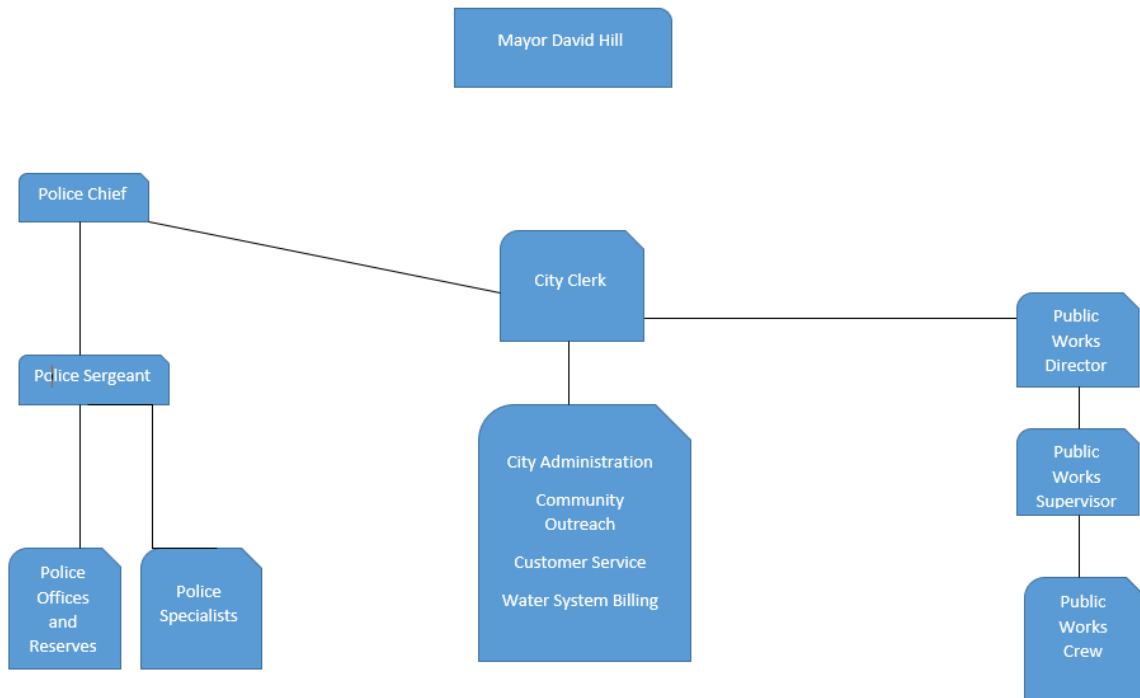 Mayor David Hill
Police Chief
City Clerk
Public
Works
Director
Police Sergeant
Public
Works
Supervisor
City Administration
Community
Outreach
Customer Service
Water System Billing
Police
Offices
and
Reserves
Police
Specialists
Public
Works
Crew